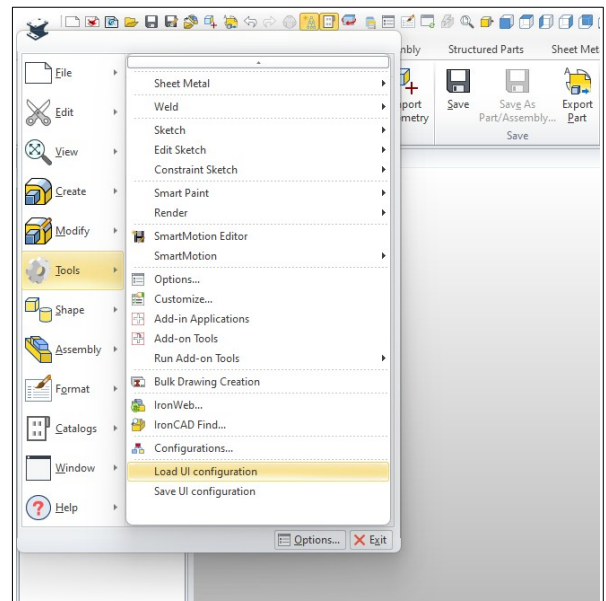 nbly Structured Parts Sheet Met
File
Edit
View
Create
Modify
Tools
Shape
Assembly
Format
Catalogs
Window
Help
Sheet Metal
Weld
Sketch
Edit Sketch
Constraint Sketch
Smart Paint
Render
SmartMotion Editor
SmartMotion
Options...
Customize...
Add-in Applications
Add-on Tools
Run Add-on Tools
Bulk Drawing Creation
IronWeb...
IronCAD Find...
Configurations...
Load UI configuration
Save UI configuration
Options... Exit
port
metry
Save
Save As
Part/Assembly...
Export
Part
Save